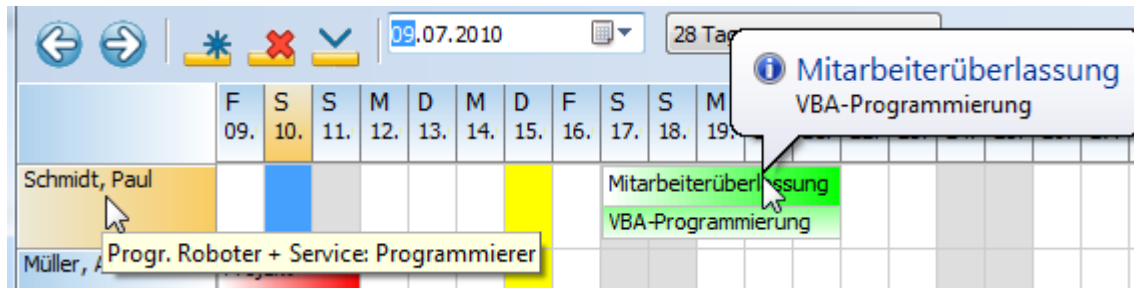 09.07.2010
28 Tag
Mitarbeiterüberlassung
VBA-Programmierung
F S S M D M D F S S M
09. 10. 11. 12. 13. 14. 15. 16. 17. 18. 19.
Schmidt, Paul
Mitarbeiterüberlassung
VBA-Programmierung
Progr. Roboter + Service: Programmierer
Müller,